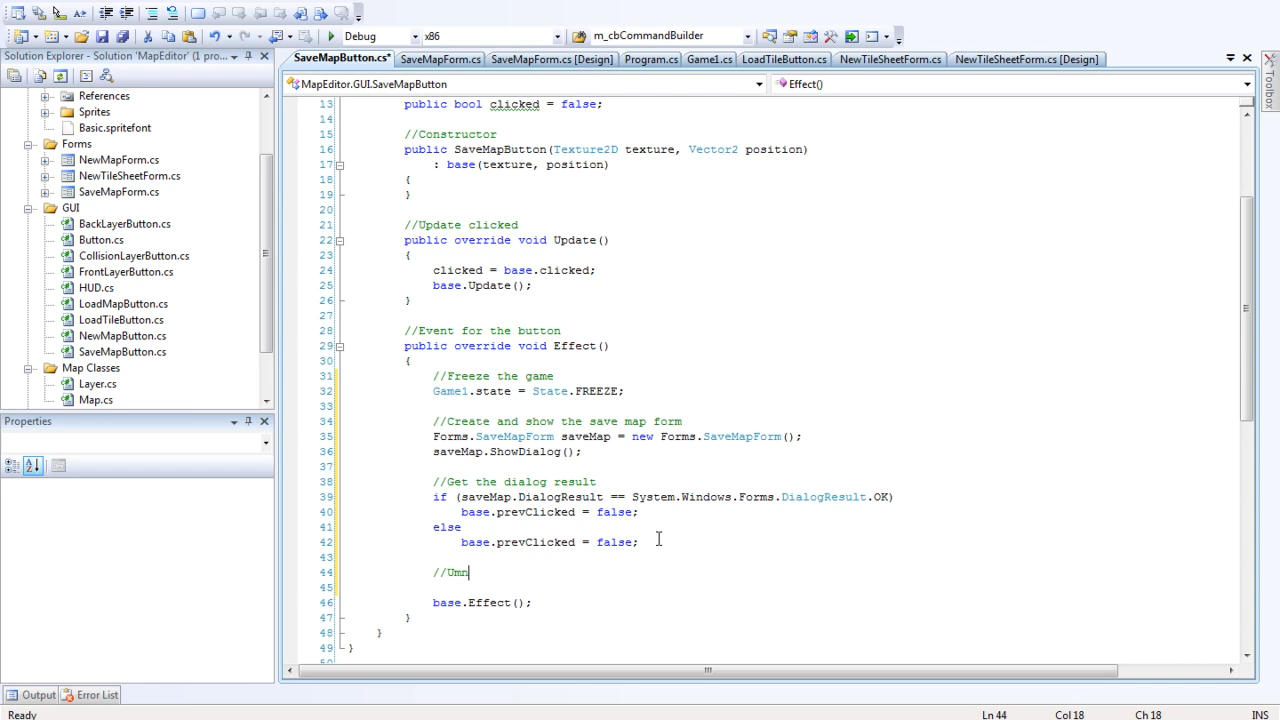 Debug
x86
m_cbCommandBuilder
Solution Explorer - Solution 'MapEditor' (1 pro...
SaveMapButton.cs*
SaveMapForm.cs
SaveMapForm.cs [Design]
Program.cs
Game1.cs
LoadTileButton.cs
NewTileSheetForm.cs
NewTileSheetForm.cs [Design]
MapEditor.GUI.SaveMapButton
Effect()
Toolbox
References
Sprites
Basic.spritefont
Forms
NewMapForm.cs
NewTileSheetForm.cs
SaveMapForm.cs
GUI
BackLayerButton.cs
Button.cs
CollisionLayerButton.cs
FrontLayerButton.cs
HUD.cs
LoadMapButton.cs
LoadTileButton.cs
NewMapButton.cs
SaveMapButton.cs
Map Classes
Layer.cs
Map.cs
Properties
13 public bool clicked = false;
14
15 //Constructor
16 public SaveMapButton(Texture2D texture, Vector2 position)
17 : base(texture, position)
18 {
19 }
20
21 //Update clicked
22 public override void Update()
23 {
24 clicked = base.clicked;
25 base.Update();
26 }
27
28 //Event for the button
29 public override void Effect()
30 {
31 //Freeze the game
32 Game1.state = State.FREEZE;
33
34 //Create and show the save map form
35 Forms.SaveMapForm saveMap = new Forms.SaveMapForm();
36 saveMap.ShowDialog();
37
38 //Get the dialog result
39 if (saveMap.DialogResult == System.Windows.Forms.DialogResult.OK)
40 base.prevClicked = false;
41 else
42 base.prevClicked = false;
43
44 //Umn
45
46 base.Effect();
47 }
48 }
49 }
Output
Error List
Ready
Ln 44
Col 18
Ch 18
INS